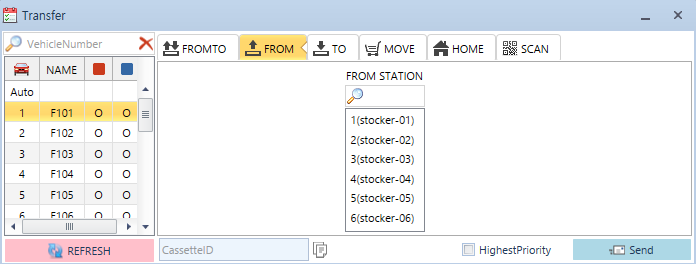 Transfer
VehicleNumber
FROMTO FROM TO MOVE HOME SCAN
NAME
Auto
1 F101 O O
2 F102 O O
3 F103 O O
4 F104 O O
5 F105 O O
6 F106 O O
FROM STATION
1(stocker-01)
2(stocker-02)
3(stocker-03)
4(stocker-04)
5(stocker-05)
6(stocker-06)
REFRESH
CassetteID
HighestPriority
Send